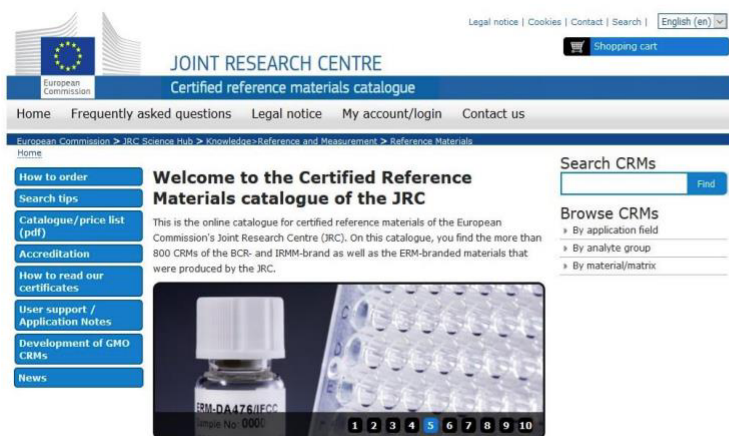 Legal notice | Cookies | Contact | Search | English (en)
Shopping cart
European
Commission
JOINT RESEARCH CENTRE
Certified reference materials catalogue
Home Frequently asked questions Legal notice My account/login Contact us
European Commission > JRC Science Hub > Knowledge>Reference and Measurement > Reference Materials
Home
How to order
Search tips
Catalogue/price list
(pdf)
Accreditation
How to read our
certificates
User support /
Application Notes
Development of GMO
CRMs
News
Welcome to the Certified Reference
Materials catalogue of the JRC
This is the online catalogue for certified reference materials of the European
Commission's Joint Research Centre (JRC). On this catalogue, you find the more than
800 CRMs of the BCR- and IRMM-brand as well as the ERM-branded materials that
were produced by the JRC.
ERM-DA476/IFCC
Sample No: 0000
C
D
E
F
1 2 3 4 5 6 7 8 9 10
Search CRMs
Find
Browse CRMs
» By application field
» By analyte group
» By material/matrix